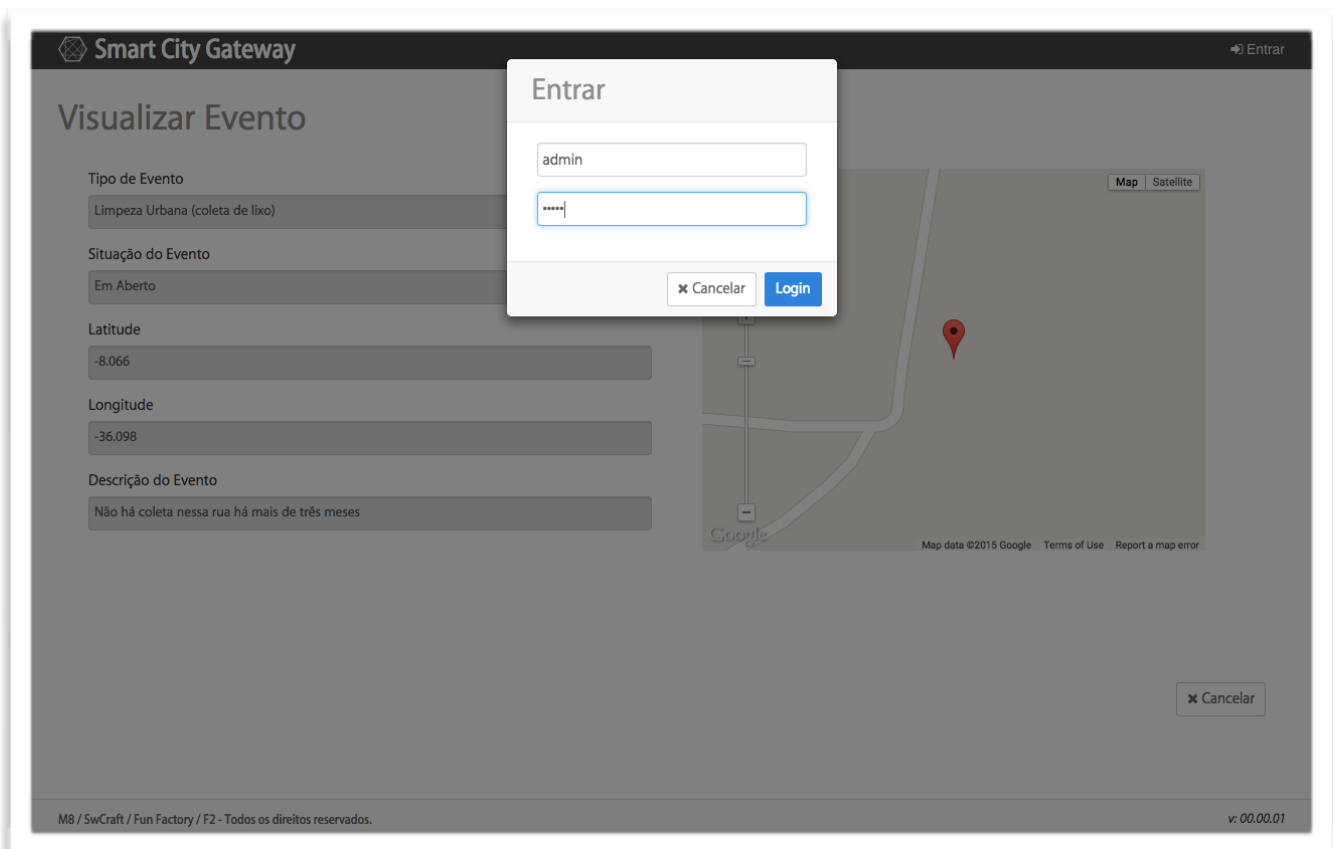 Smart City Gateway
Entrar
Entrar
admin
•••••
Cancelar
Login
Visualizar Evento
Tipo de Evento
Limpeza Urbana (coleta de lixo)
Situação do Evento
Em Aberto
Latitude
-8.066
Longitude
-36.098
Descrição do Evento
Não há coleta nessa rua há mais de três meses
Map Satellite
Google
Map data ©2015 Google Terms of Use Report a map error
Cancelar
M8 / SwCraft / Fun Factory / F2 - Todos os direitos reservados.
v: 00.00.01